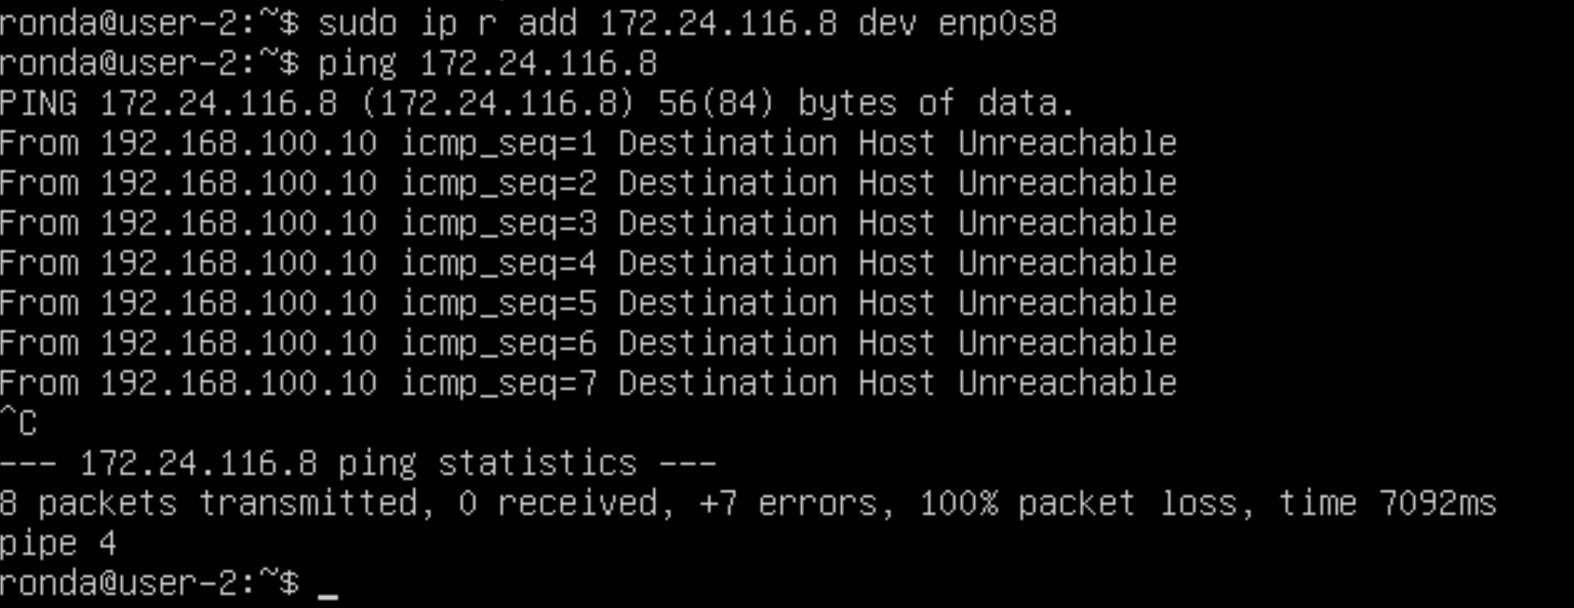 ronda@user-2:~$ sudo ip r add 172.24.116.8 dev enp0s8
ronda@user-2:~$ ping 172.24.116.8
PING 172.24.116.8 (172.24.116.8) 56(84) bytes of data.
From 192.168.100.10 icmp_seq=1 Destination Host Unreachable
From 192.168.100.10 icmp_seq=2 Destination Host Unreachable
From 192.168.100.10 icmp_seq=3 Destination Host Unreachable
From 192.168.100.10 icmp_seq=4 Destination Host Unreachable
From 192.168.100.10 icmp_seq=5 Destination Host Unreachable
From 192.168.100.10 icmp_seq=6 Destination Host Unreachable
From 192.168.100.10 icmp_seq=7 Destination Host Unreachable
^C
--- 172.24.116.8 ping statistics ---
8 packets transmitted, 0 received, +7 errors, 100% packet loss, time 7092ms
pipe 4
ronda@user-2:~$ _